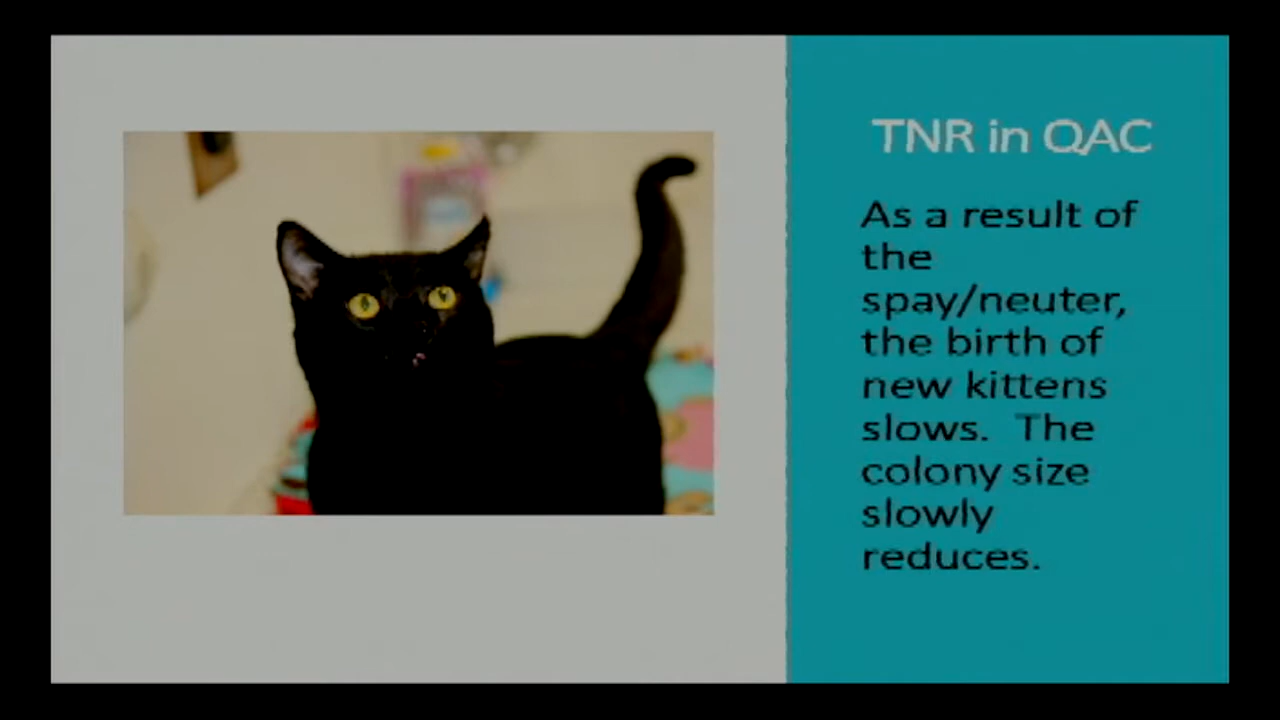 TNR in QAC
As a result of
the
spay/neuter,
the birth of
new kittens
slows.  The
colony size
slowly
reduces.